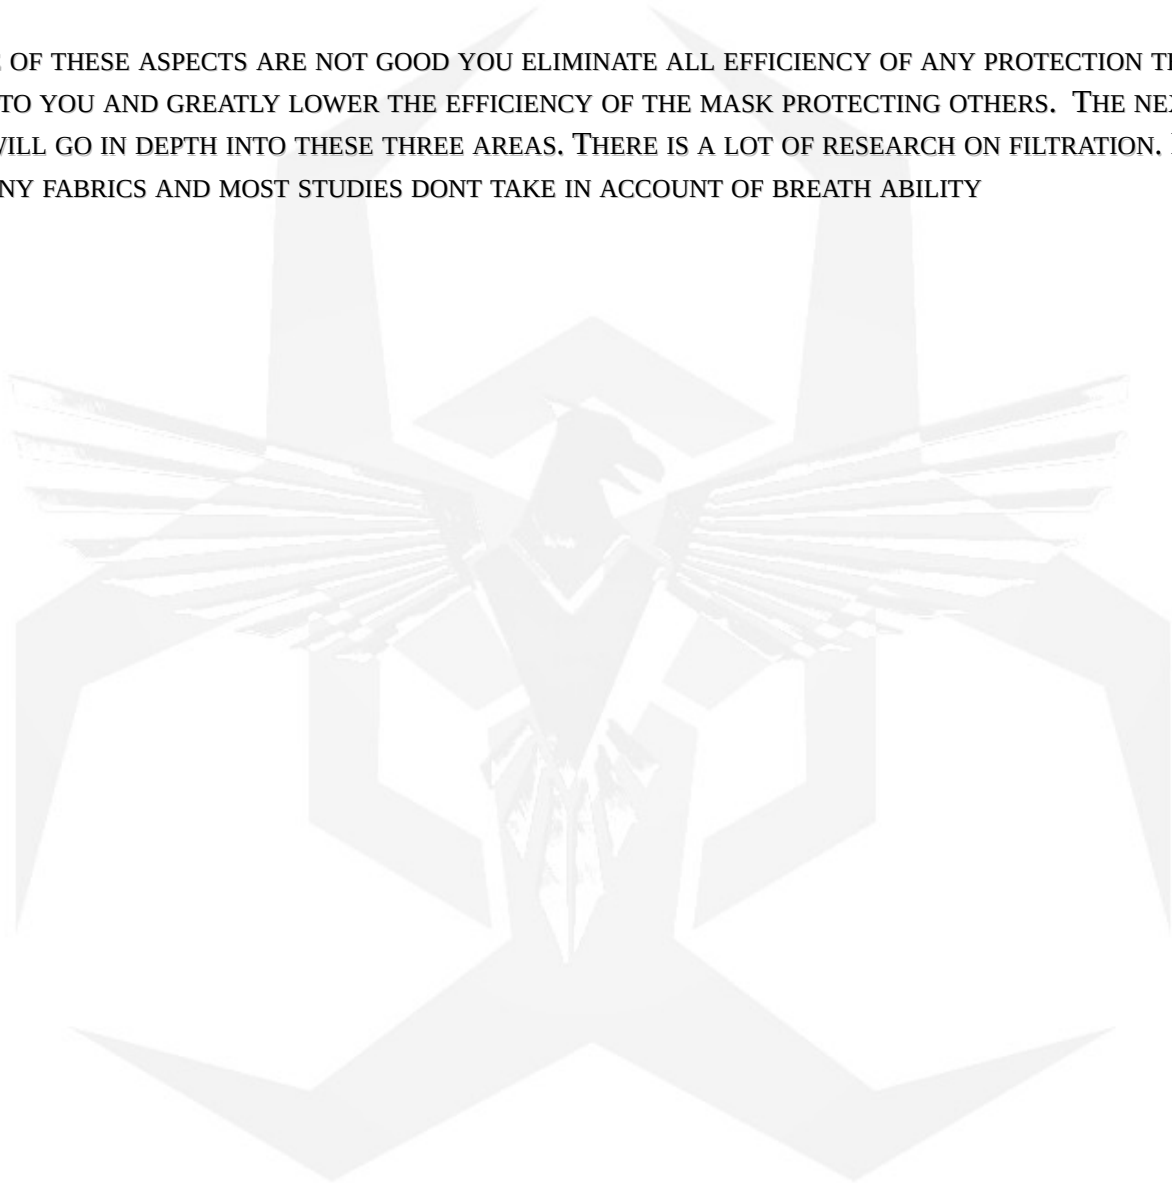 OF THESE ASPECTS ARE NOT GOOD YOU ELIMINATE ALL EFFICIENCY OF ANY PROTECTION
TO YOU AND GREATLY LOWER THE EFFICIENCY OF THE MASK PROTECTING OTHERS. THE
WILL GO IN DEPTH INTO THESE THREE AREAS. THERE IS A LOT OF RESEARCH ON FILTRATION.
FABRICS AND MOST STUDIES DONT TAKE IN ACCOUNT OF BREATH ABILITY